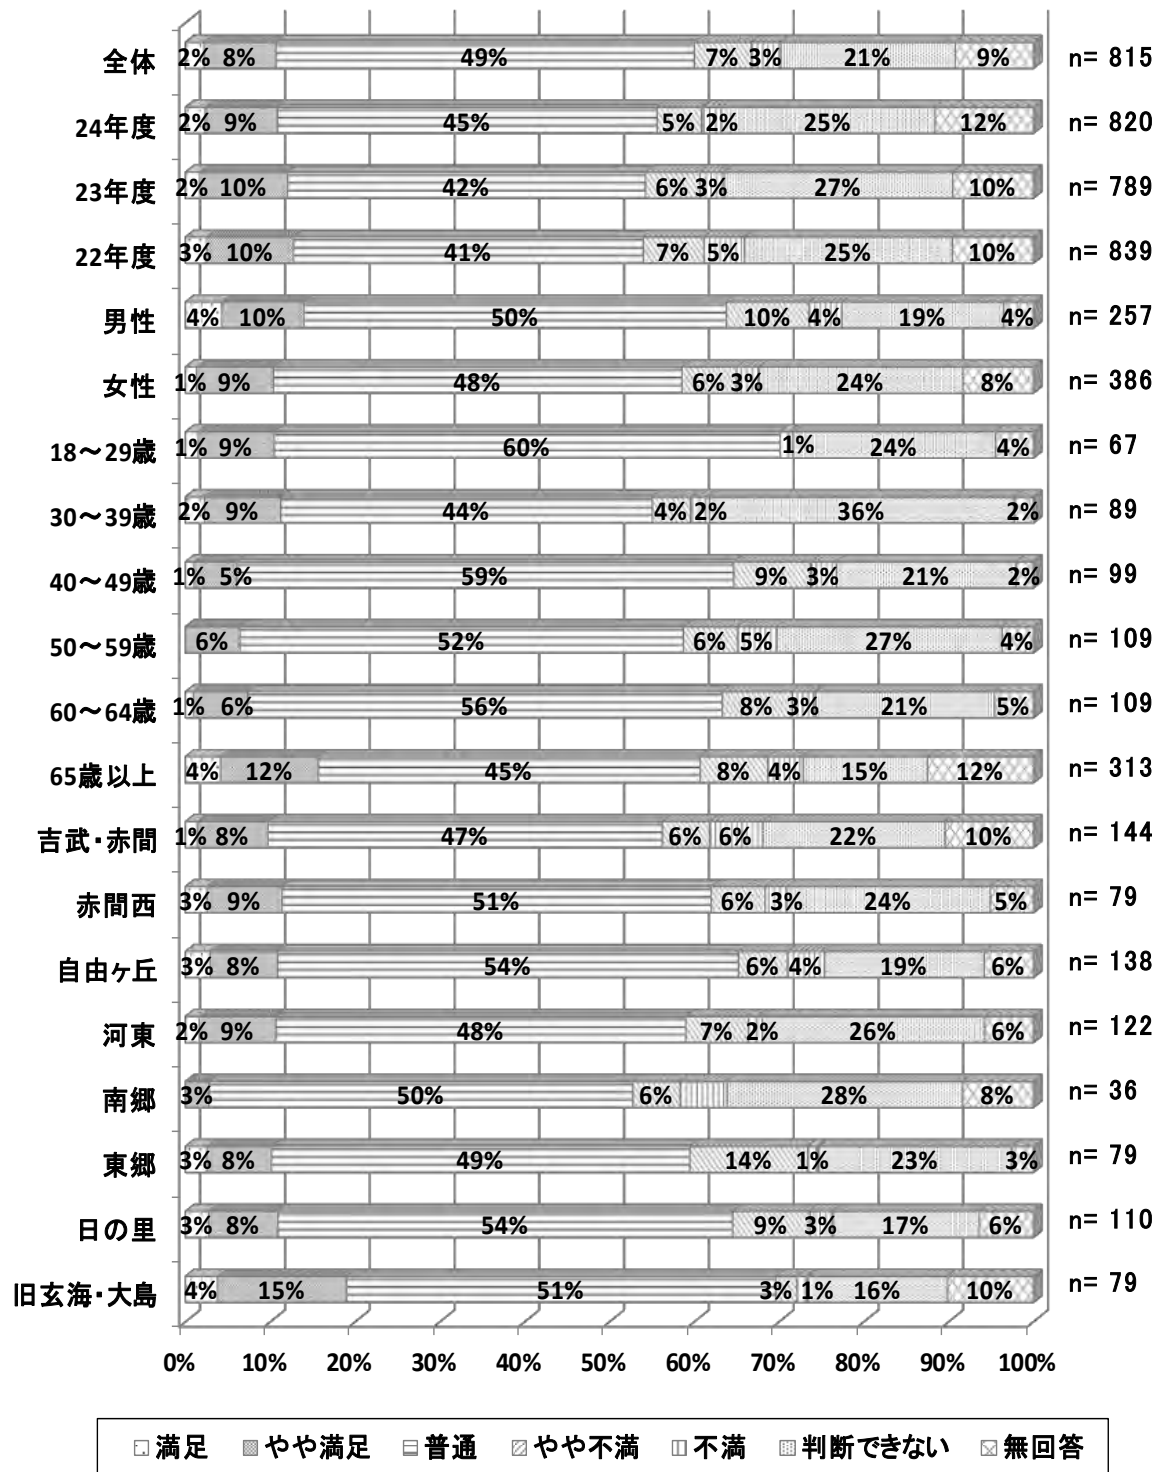 全体 2% 8% 49% 7% 3% 21% 9% n= 815
24年度 2% 9% 45% 5% 2% 25% 12% n= 820
23年度 2% 10% 42% 6% 3% 27% 10% n= 789
22年度 3% 10% 41% 7% 5% 25% 10% n= 839
男性 4% 10% 50% 10% 4% 19% 4% n= 257
女性 1% 9% 48% 6% 3% 24% 8% n= 386
18～29歳 1% 9% 60% 1% 24% 4% n= 67
30～39歳 2% 9% 44% 4% 2% 36% 2% n= 89
40～49歳 1% 5% 59% 9% 3% 21% 2% n= 99
50～59歳 6% 52% 6% 5% 27% 4% n= 109
60～64歳 1% 6% 56% 8% 3% 21% 5% n= 109
65歳以上 4% 12% 45% 8% 4% 15% 12% n= 313
吉武・赤間 1% 8% 47% 6% 6% 22% 10% n= 144
赤間西 3% 9% 51% 6% 3% 24% 5% n= 79
自由ヶ丘 3% 8% 54% 6% 4% 19% 6% n= 138
河東 2% 9% 48% 7% 2% 26% 6% n= 122
南郷 3% 50% 6% 28% 8% n= 36
東郷 3% 8% 49% 14% 1% 23% 3% n= 79
日の里 3% 8% 54% 9% 3% 17% 6% n= 110
旧玄海・大島 4% 15% 51% 3% 1% 16% 10% n= 79
0% 10% 20% 30% 40% 50% 60% 70% 80% 90% 100%
満足 やや満足 普通 やや不満 不満 判断できない 無回答